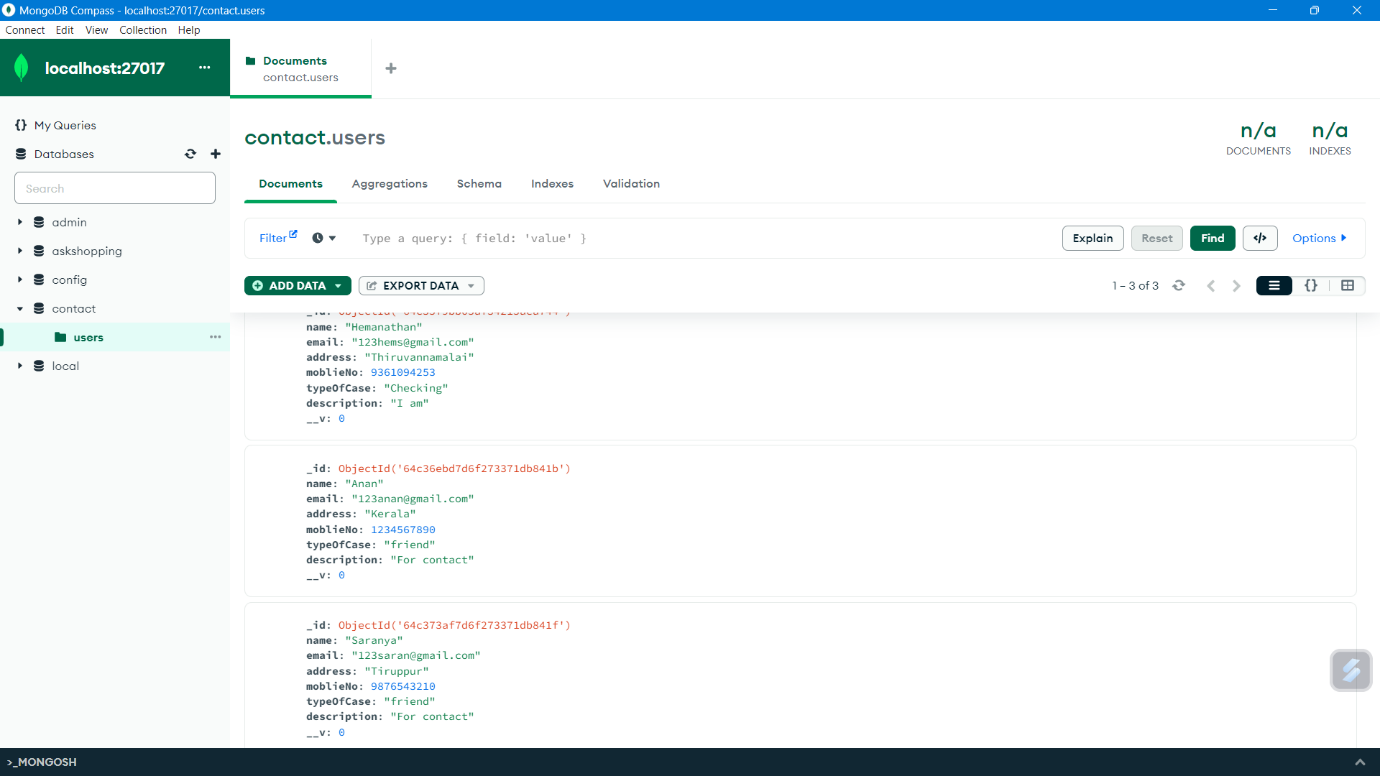 MongoDB Compass - localhost:27017/contact.users
Connect Edit View Collection Help
localhost:27017 ...
Documents
contact.users
+
{} My Queries
Databases
Search
admin
askshopping
config
contact
users
local
contact.users
n/a DOCUMENTS
n/a INDEXES
Documents Aggregations Schema Indexes Validation
Filter Type a query: { field: 'value' } Explain Reset Find </> Options
ADD DATA EXPORT DATA 1 – 3 of 3 {}
name: "Hemanathan"
email: "123hems@gmail.com"
address: "Thiruvannamalai"
moblieNo: 9361094253
typeOfCase: "Checking"
description: "I am"
__v: 0
_id: ObjectId('64c36ebd7d6f273371db841b')
name: "Anan"
email: "123anan@gmail.com"
address: "Kerala"
moblieNo: 1234567890
typeOfCase: "friend"
description: "For contact"
__v: 0
_id: ObjectId('64c373af7d6f273371db841f')
name: "Saranya"
email: "123saran@gmail.com"
address: "Tiruppur"
moblieNo: 9876543210
typeOfCase: "friend"
description: "For contact"
__v: 0
>_MONGOSH